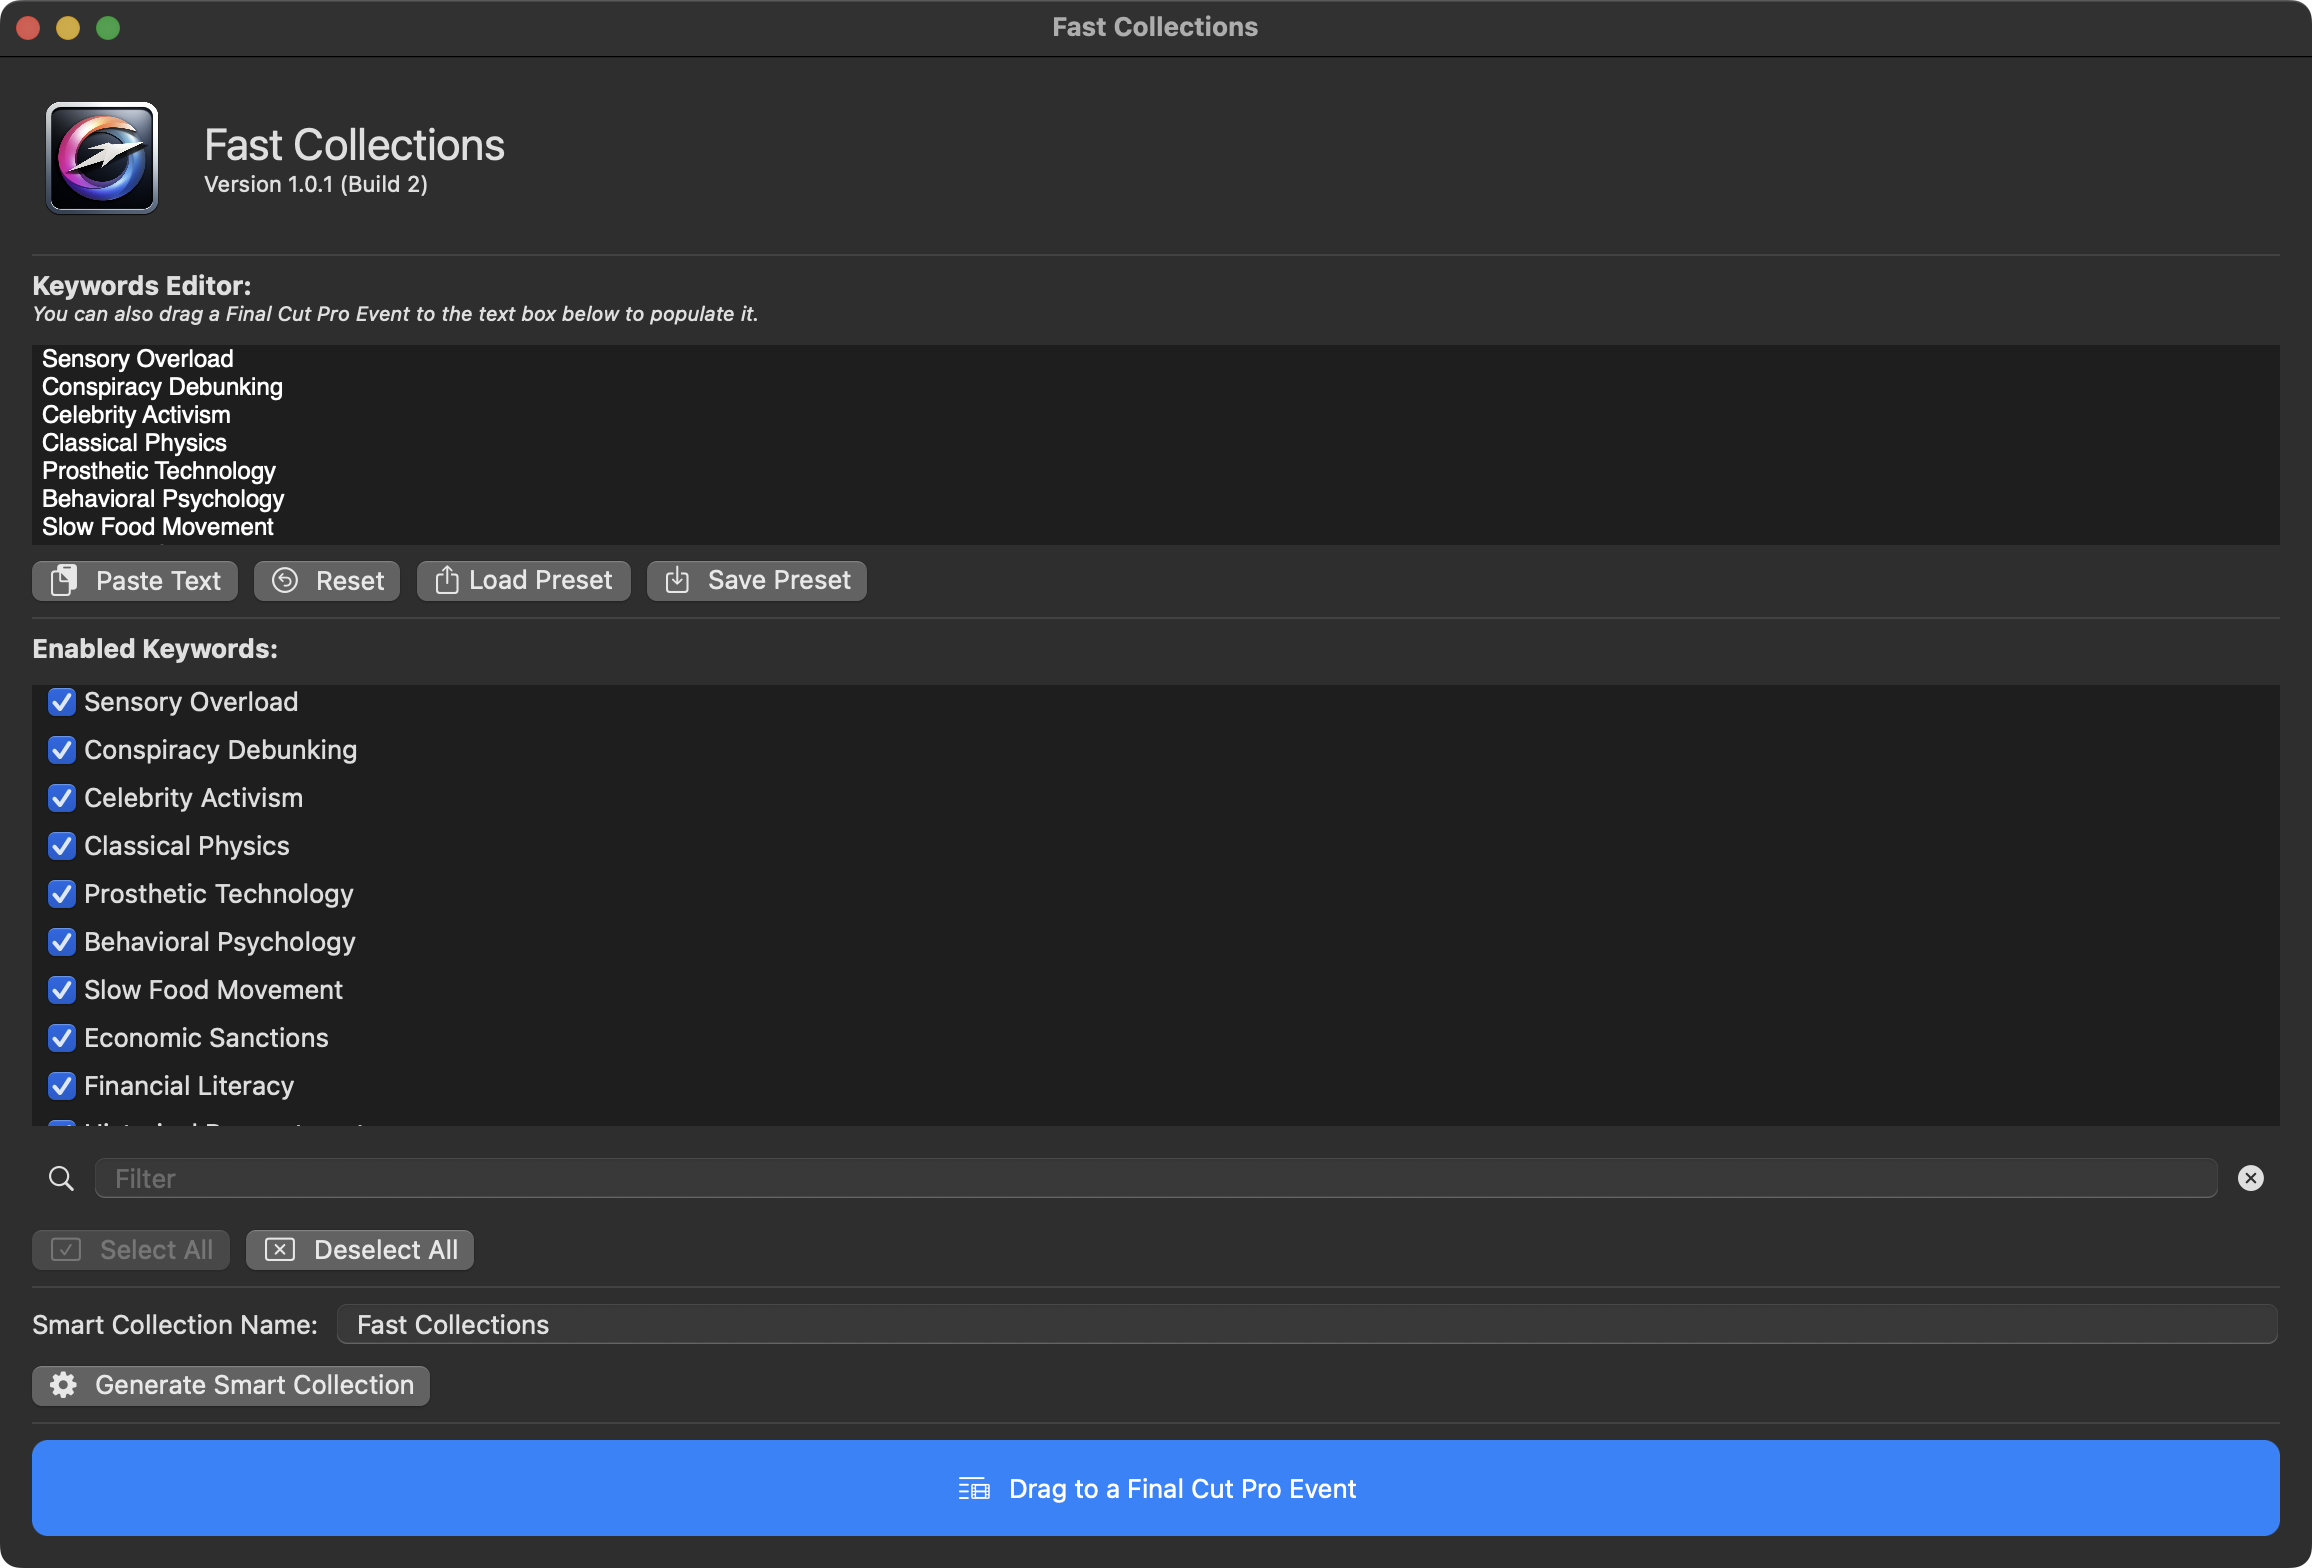 Fast Collections
Fast Collections
Version 1.0.1 (Build 2)
Keywords Editor:
You can also drag a Final Cut Pro Event to the text box below to populate it.
Sensory Overload
Conspiracy Debunking
Celebrity Activism
Classical Physics
Prosthetic Technology
Behavioral Psychology
Slow Food Movement
Paste Text Reset Load Preset Save Preset
Enabled Keywords:
Sensory Overload
Conspiracy Debunking
Celebrity Activism
Classical Physics
Prosthetic Technology
Behavioral Psychology
Slow Food Movement
Economic Sanctions
Financial Literacy
Filter
Select All Deselect All
Smart Collection Name: Fast Collections
Generate Smart Collection
Drag to a Final Cut Pro Event